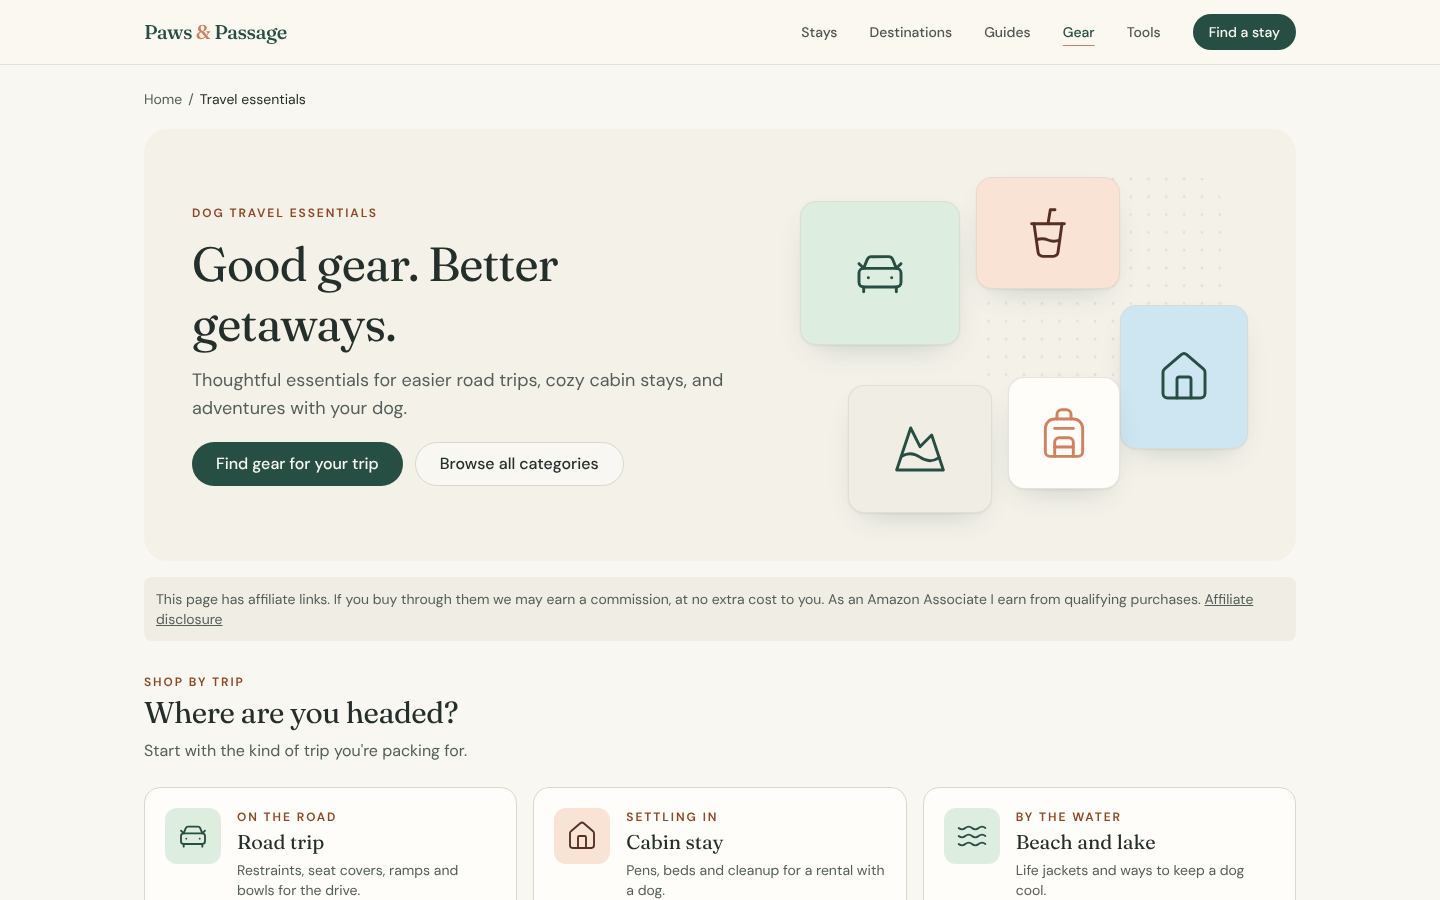 Paws & Passage
Stays
Destinations
Guides
Gear
Tools
Find a stay
Home / Travel essentials
DOG TRAVEL ESSENTIALS
Good gear. Better
getaways.
Thoughtful essentials for easier road trips, cozy cabin stays, and
adventures with your dog.
Find gear for your trip
Browse all categories
This page has affiliate links. If you buy through them we may earn a commission, at no extra cost to you. As an Amazon Associate I earn from qualifying purchases. Affiliate
disclosure
SHOP BY TRIP
Where are you headed?
Start with the kind of trip you're packing for.
ON THE ROAD
Road trip
Restraints, seat covers, ramps and
bowls for the drive.
SETTLING IN
Cabin stay
Pens, beds and cleanup for a rental with
a dog.
BY THE WATER
Beach and lake
Life jackets and ways to keep a dog
cool.